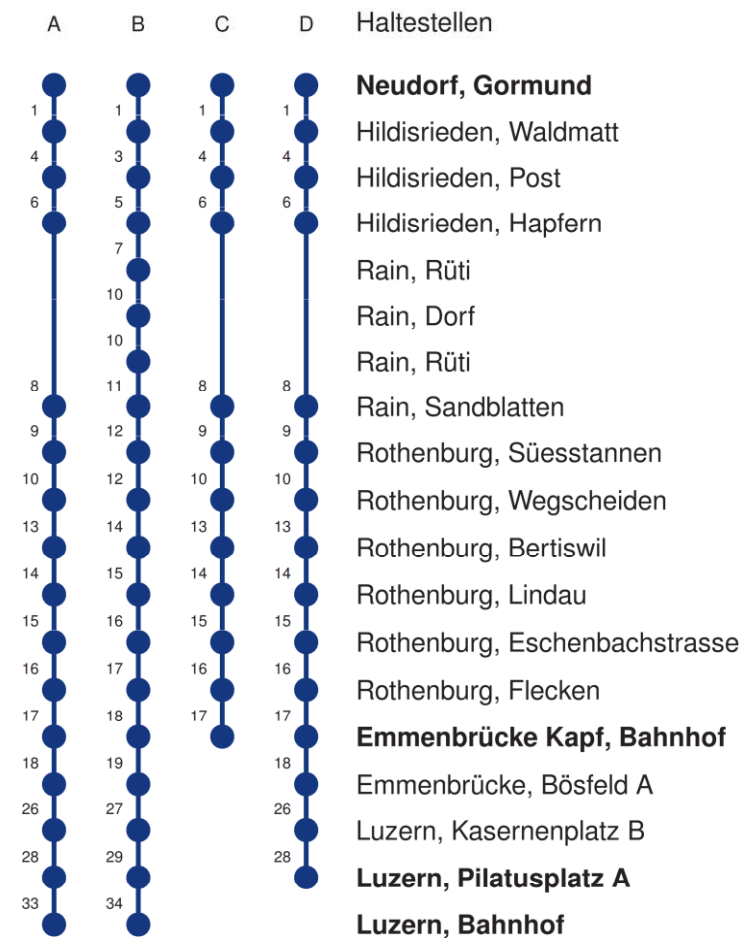 A B C D Haltestellen
Neudorf, Gormund
1 1 1 1
Hildisrieden, Waldmatt
4 3 4 4
Hildisrieden, Post
6 5 6 6
Hildisrieden, Hapfern
7
Rain, Rüti
10
Rain, Dorf
10
Rain, Rüti
8 11 8 8
Rain, Sandblatten
9 12 9 9
Rothenburg, Süesstannen
10 12 10 10
Rothenburg, Wegscheiden
13 14 13 13
Rothenburg, Bertiswil
14 15 14 14
Rothenburg, Lindau
15 16 15 15
Rothenburg, Eschenbachstrasse
16 17 16 16
Rothenburg, Flecken
17 18 17 17
Emmenbrücke Kapf, Bahnhof
18 19 18
Emmenbrücke, Bösfeld A
26 27 26
Luzern, Kasernenplatz B
28 29 28
Luzern, Pilatusplatz A
33 34
Luzern, Bahnhof